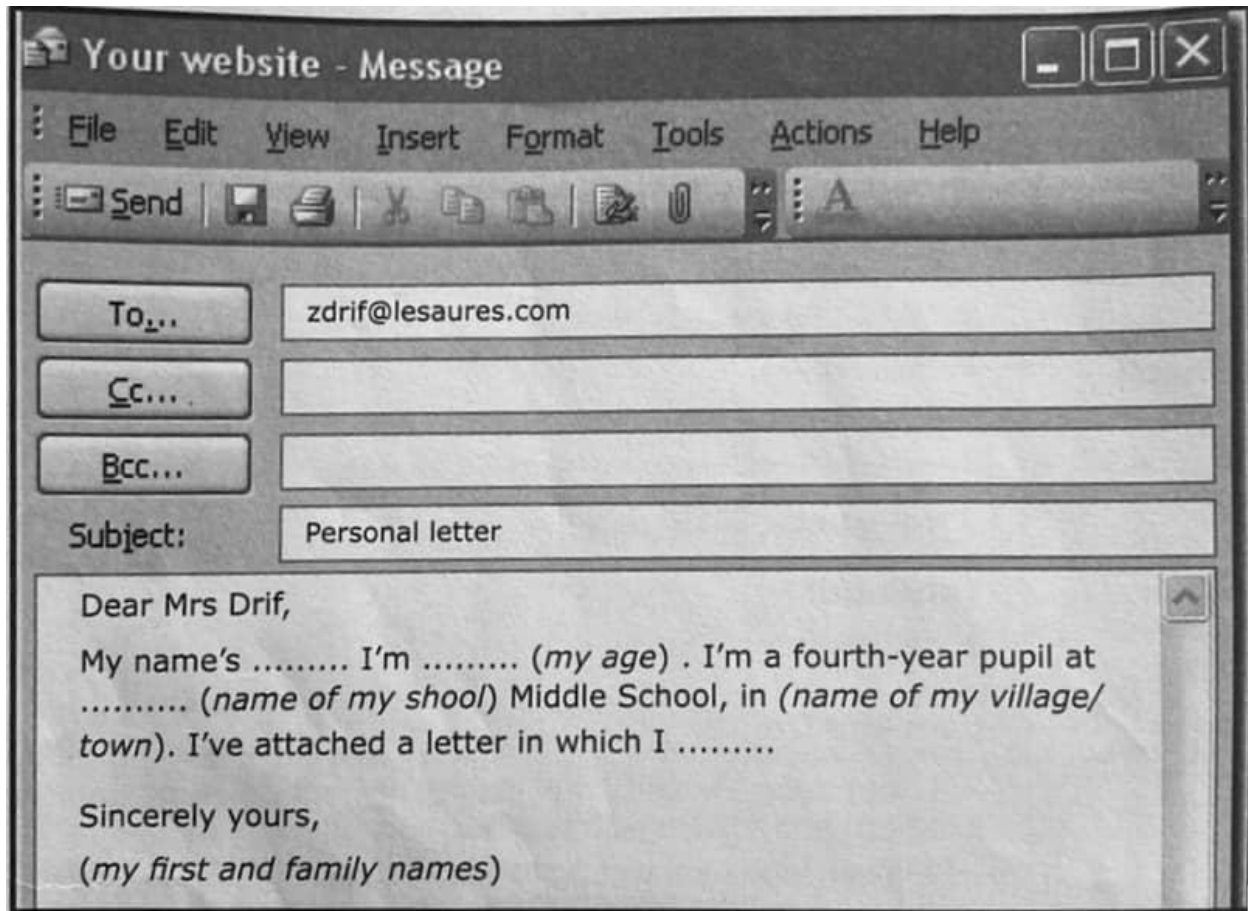 Your website - Message
File Edit View Insert Format Tools Actions Help
Send A
To... zdrif@lesaures.com
Cc...
Bcc...
Subject: Personal letter
Dear Mrs Drif,
My name's ......... I'm ......... (my age) . I'm a fourth-year pupil at
.......... (name of my shool) Middle School, in (name of my village/
town). I've attached a letter in which I .........
Sincerely yours,
(my first and family names)